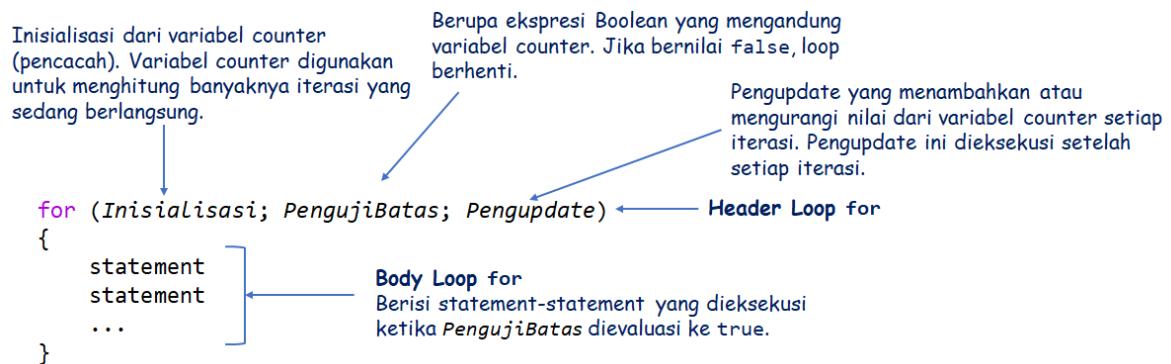 Inisialisasi dari variabel counter
(pencacah). Variabel counter digunakan
untuk menghitung banyaknya iterasi yang
sedang berlangsung.
Berupa ekspresi Boolean yang mengandung
variabel counter. Jika bernilai false, loop
berhenti.
Pengupdate yang menambahkan atau
mengurangi nilai dari variabel counter setiap
iterasi. Pengupdate ini dieksekusi setelah
setiap iterasi.
for (Inisialisasi; PengujiBatas; Pengupdate)
Header Loop for
{
statement
statement
...
}
Body Loop for
Berisi statement-statement yang dieksekusi
ketika PengujiBatas dievaluasi ke true.